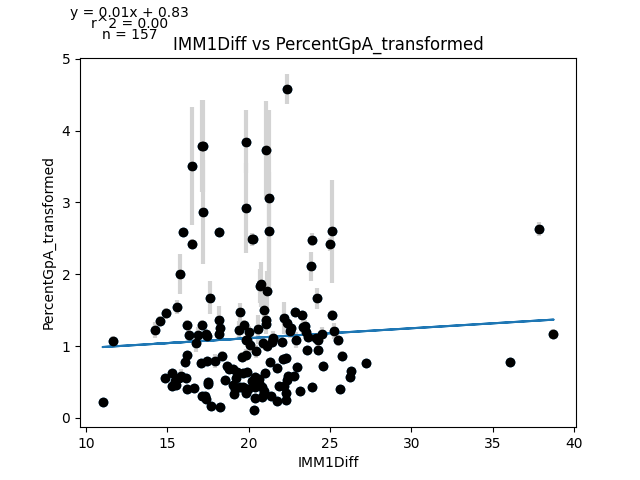 y = 0.01x + 0.83
r^2 = 0.00
n = 157
IMM1Diff vs PercentGpA_transformed
5
4
3
2
1
0
PercentGpA_transformed
10 15 20 25 30 35 40
IMM1Diff